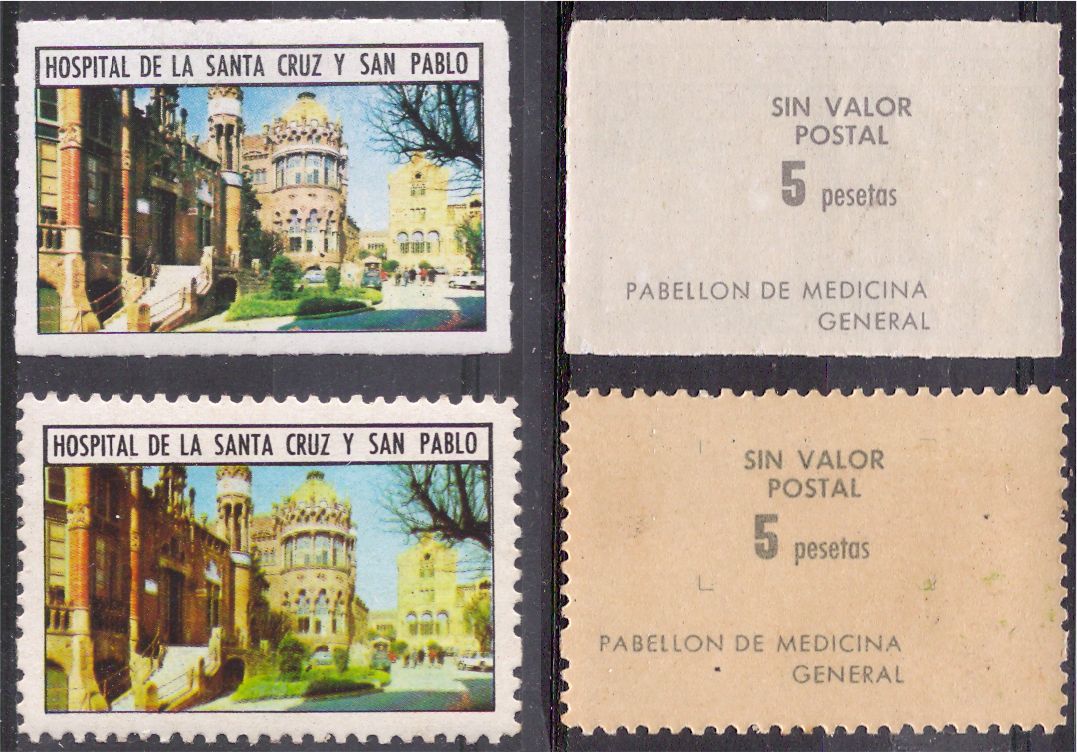 HOSPITAL DE LA SANTA CRUZ Y SAN PABLO
SIN VALOR
POSTAL
5 pesetas
PABELLON DE MEDICINA
GENERAL
HOSPITAL DE LA SANTA CRUZ Y SAN PABLO
SIN VALOR
POSTAL
5 pesetas
PABELLON DE MEDICINA
GENERAL